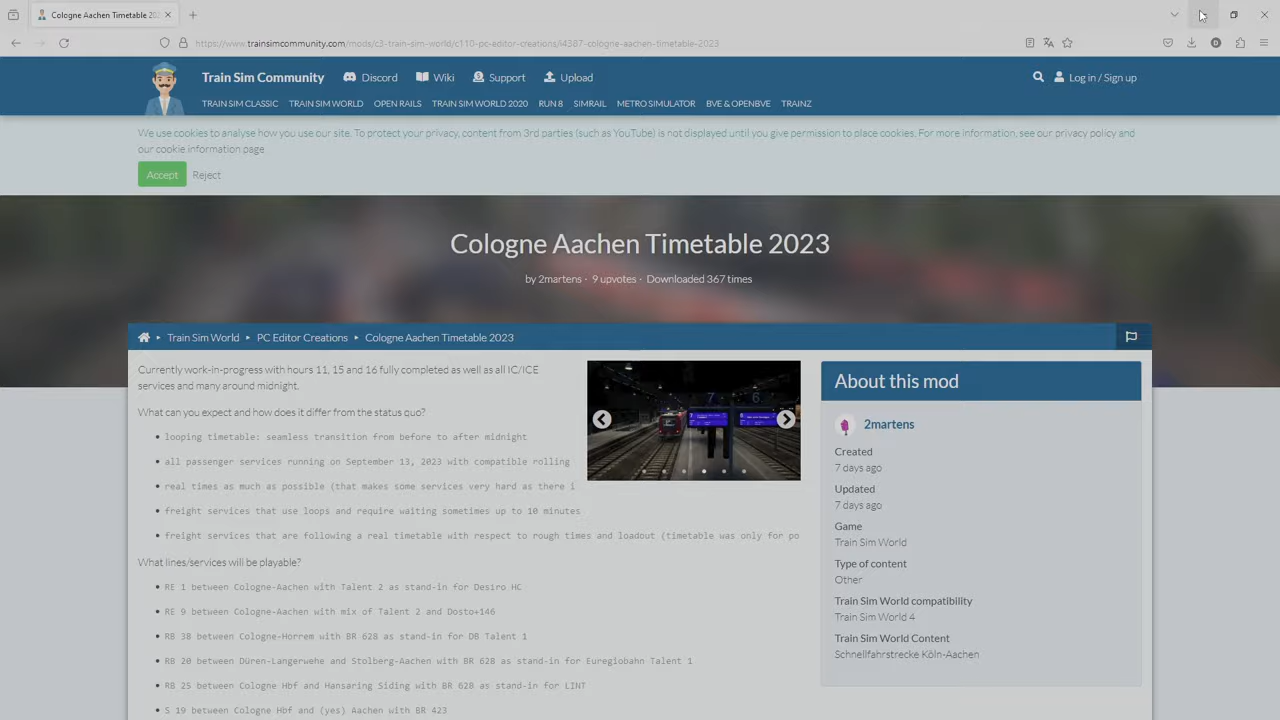 Cologne Aachen Timetable 202
https://www.trainsimcommunity.com/mods/c3-train-sim-world/c110-pc-editor-creations/i4387-cologne-aachen-timetable-2023
Train Sim Community
Discord
Wiki
Support
Upload
Log in / Sign up
TRAIN SIM CLASSIC
TRAIN SIM WORLD
OPEN RAILS
TRAIN SIM WORLD 2020
RUN 8
SIMRAIL
METRO SIMULATOR
BVE & OPENBVE
TRAINZ
We use cookies to analyse how you use our site. To protect your privacy, content from 3rd parties (such as YouTube) is not displayed until you give permission to place cookies. For more information, see our privacy policy and
our cookie information page.
Accept
Reject
Cologne Aachen Timetable 2023
by 2martens · 9 upvotes · Downloaded 367 times
Train Sim World
PC Editor Creations
Cologne Aachen Timetable 2023
Currently work-in-progress with hours 11, 15 and 16 fully completed as well as all IC/ICE
services and many around midnight.
What can you expect and how does it differ from the status quo?
looping timetable: seamless transition from before to after midnight
all passenger services running on September 13, 2023 with compatible rolling
real times as much as possible (that makes some services very hard as there i
freight services that use loops and require waiting sometimes up to 10 minutes
freight services that are following a real timetable with respect to rough times and loadout (timetable was only for po
What lines/services will be playable?
RE 1 between Cologne-Aachen with Talent 2 as stand-in for Desiro HC
RE 9 between Cologne-Aachen with mix of Talent 2 and Dosto+146
RB 38 between Cologne-Horrem with BR 628 as stand-in for DB Talent 1
RB 20 between Düren-Langerwehe and Stolberg-Aachen with BR 628 as stand-in for Euregiobahn Talent 1
RB 25 between Cologne Hbf and Hansaring Siding with BR 628 as stand-in for LINT
S 19 between Cologne Hbf and (yes) Aachen with BR 423
7
6
About this mod
2martens
Created
7 days ago
Updated
7 days ago
Game
Train Sim World
Type of content
Other
Train Sim World compatibility
Train Sim World 4
Train Sim World Content
Schnellfahrstrecke Köln-Aachen